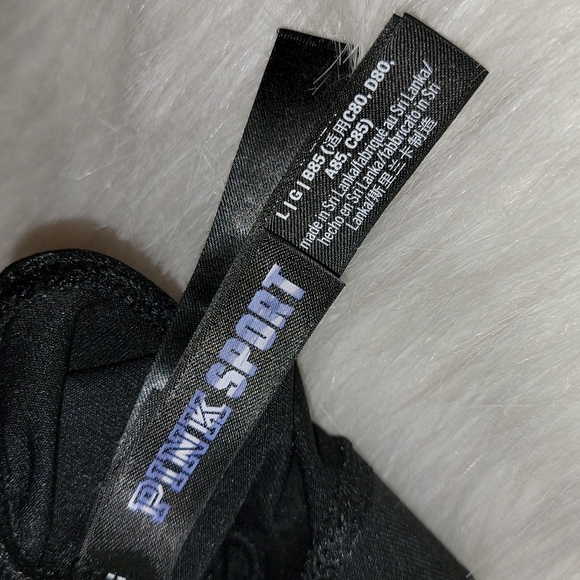 L | G | B85 (适用C80, D80,
A85, C85)
made in Sri Lanka/fabriqué au Sri Lanka/
hecho en Sri Lanka/fabricato in Sri
Lanka/斯里兰卡制造
PINK SPORT